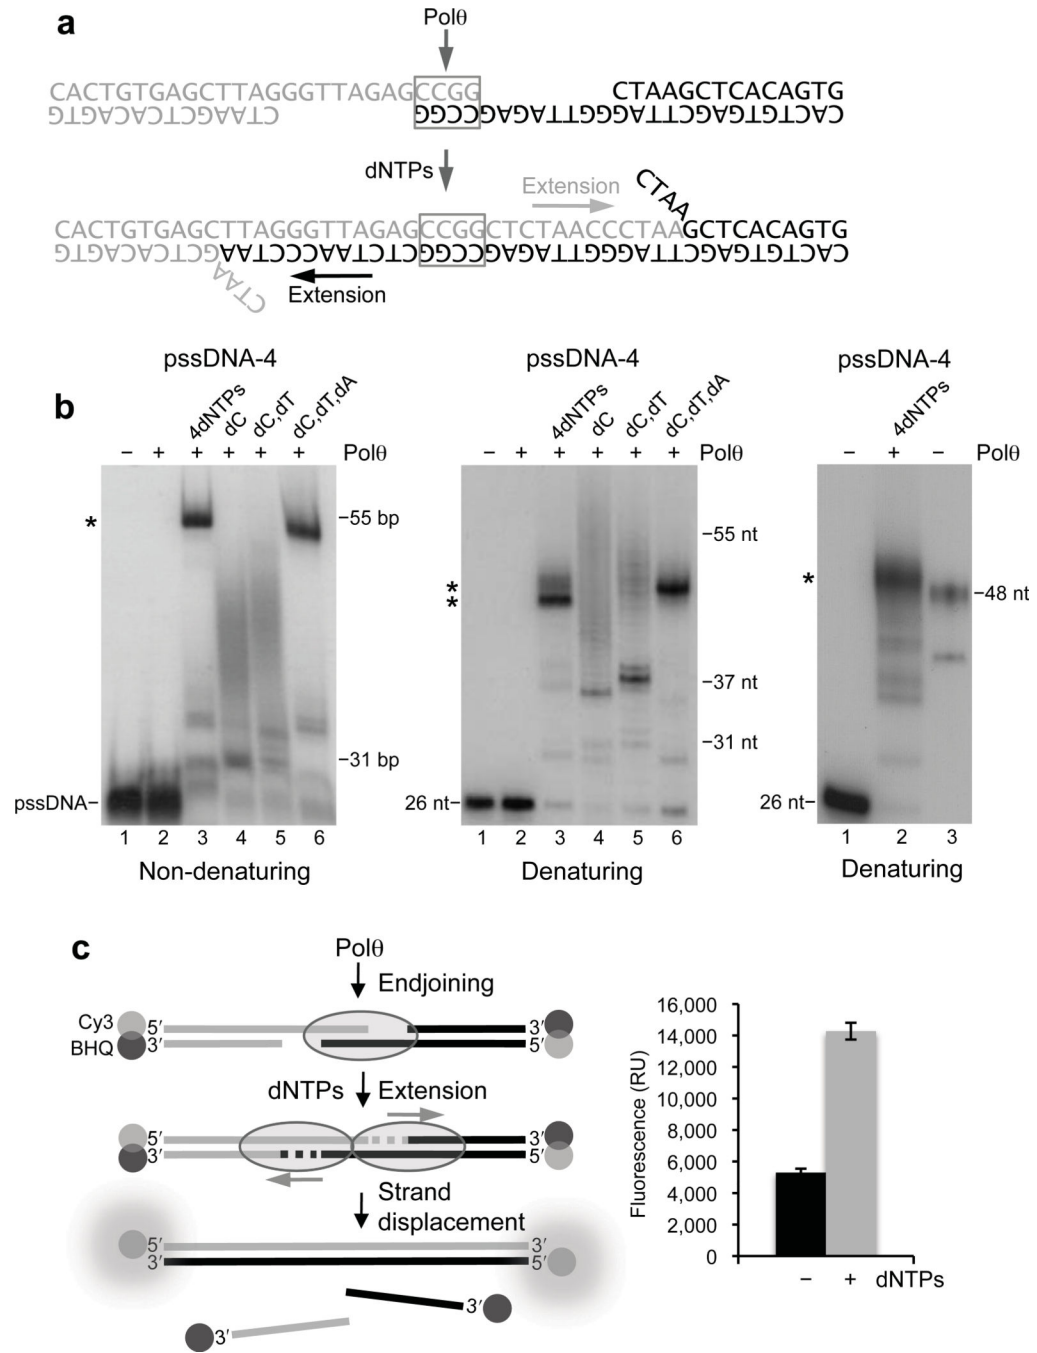 a
Polθ
CACTGTGAGCTTAGGGTTAGAGCCGG CTAAGCTCACAGTG
CACTGTGAGCTTAGGGTTAGAGCCGG CTAAGCTCACAGTG
dNTPs
Extension
CTAA
CACTGTGAGCTTAGGGTTAGAGCCGGCTCTAACCCTAAGCTCACAGTG
CACTGTGAGCTTAGGGTTAGAGCCGGCTCTAACCCTAAGCTCACAGTG
CTAA
Extension
b
pssDNA-4
4dNTPs dC dC,dT dC,dT,dA
− + + + + + Polθ
* −55 bp
−31 bp
pssDNA−
1 2 3 4 5 6
Non-denaturing
pssDNA-4
4dNTPs dC dC,dT dC,dT,dA
− + + + + + Polθ
−55 nt
*
*
−37 nt
−31 nt
26 nt−
1 2 3 4 5 6
Denaturing
pssDNA-4
4dNTPs
− + − Polθ
* −48 nt
26 nt−
1 2 3
Denaturing
c
Polθ
Endjoining
Cy3 5′ 3′
BHQ 3′ 5′
dNTPs Extension
5′ 3′
3′ 5′
Strand
displacement
5′ 3′
3′ 5′
3′
3′
Fluorescence (RU)
16,000
14,000
12,000
10,000
8,000
6,000
4,000
2,000
0
− + dNTPs